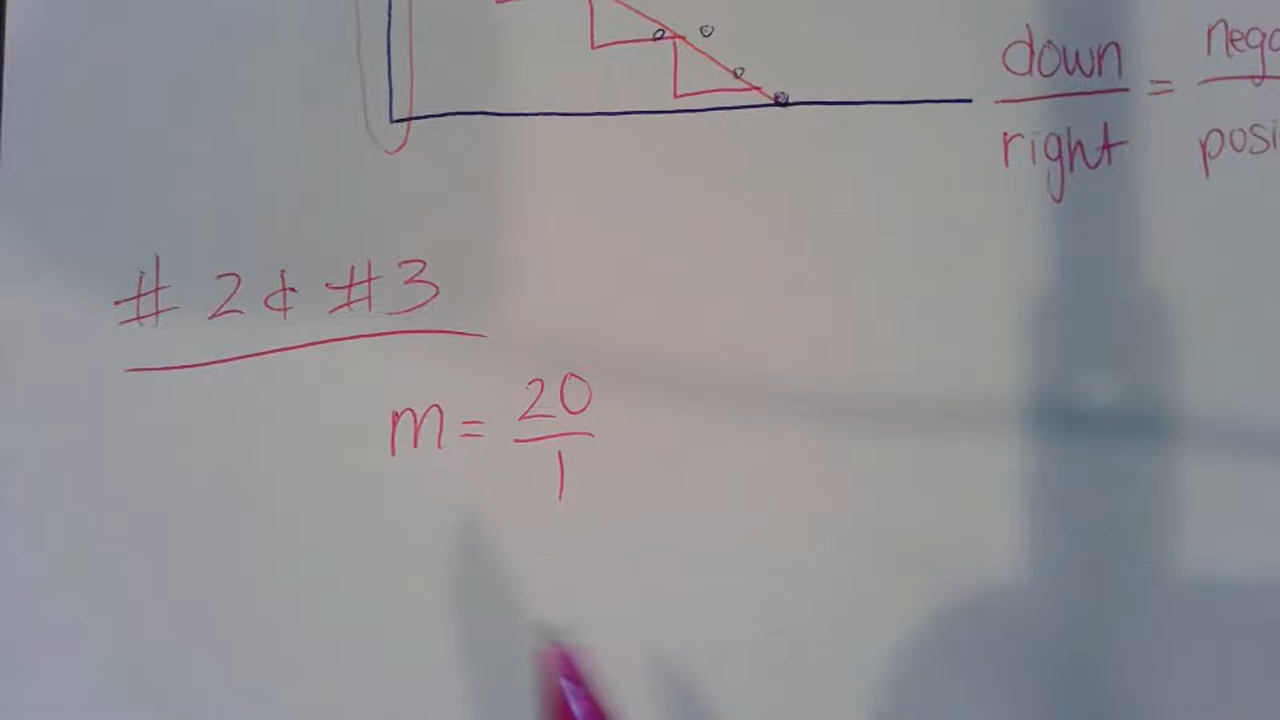 down / right =
# 2 & #3
m = 20 / 1